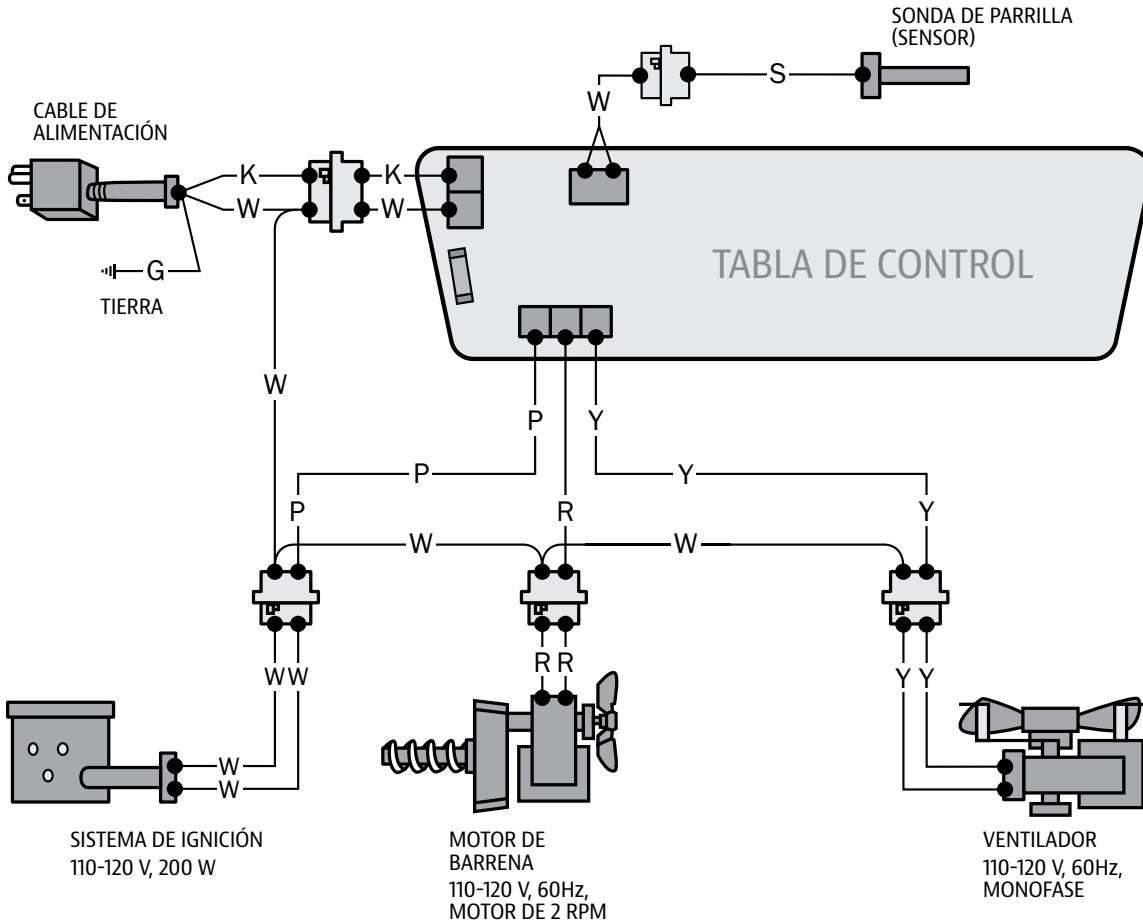 SONDA DE PARRILLA
(SENSOR)
S
W
CABLE DE
ALIMENTACIÓN
K
K
W
W
G
TIERRA
TABLA DE CONTROL
W
P
Y
P
Y
P
R
Y
W
W
W W
R R
Y Y
W
W
SISTEMA DE IGNICIÓN
110-120 V, 200 W
MOTOR DE
BARRENA
110-120 V, 60Hz,
MOTOR DE 2 RPM
VENTILADOR
110-120 V, 60Hz,
MONOFASE